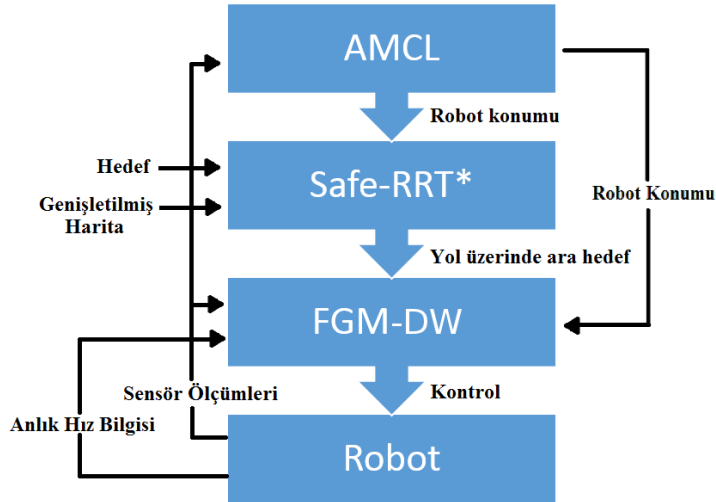 AMCL
Robot konumu
Hedef
Safe-RRT*
Robot Konumu
Genişletilmiş
Harita
Yol üzerinde ara hedef
FGM-DW
Sensör Ölçümleri
Kontrol
Anlık Hız Bilgisi
Robot